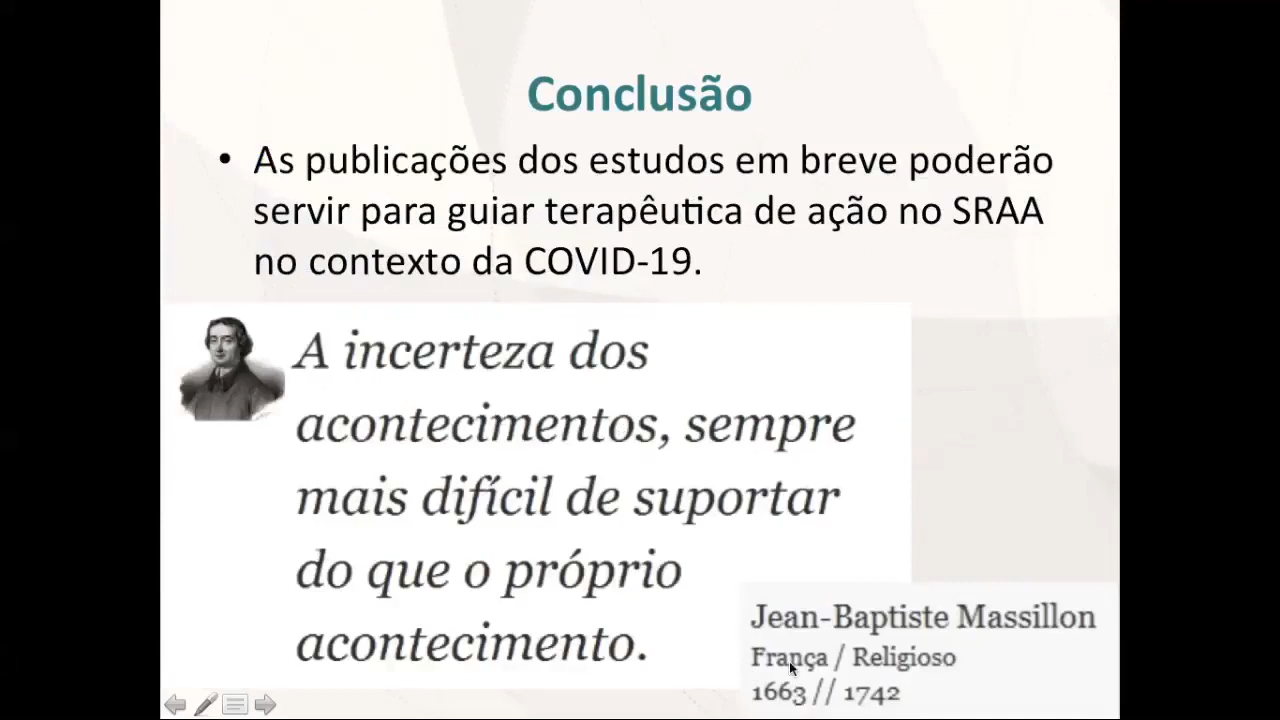 Conclusão
• As publicações dos estudos em breve poderão
servir para guiar terapêutica de ação no SRAA
no contexto da COVID-19.
A incerteza dos
acontecimentos, sempre
mais difícil de suportar
do que o próprio
acontecimento.
Jean-Baptiste Massillon
França / Religioso
1663 // 1742